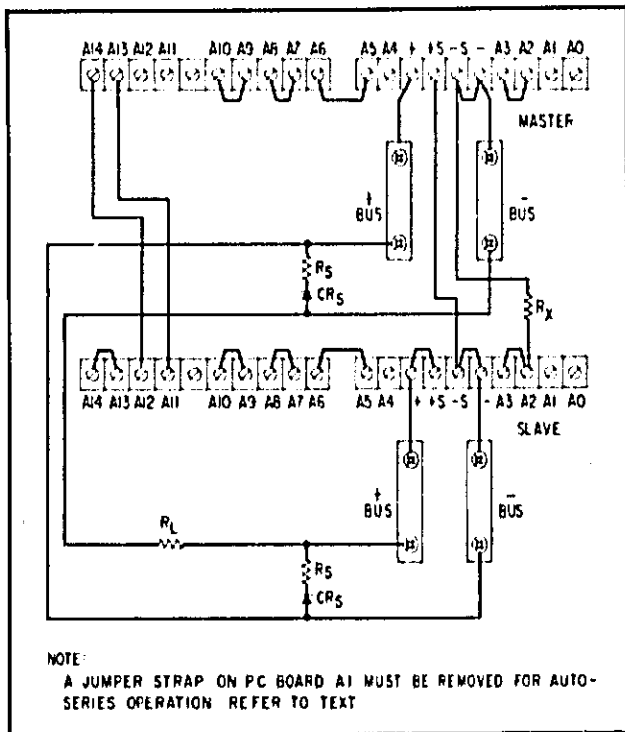 A14 A13 A12 A11 A10 A9 A8 A7 A6 A5 A4 + +S -S - A3 A2 A1 A0
MASTER
+ BUS
- BUS
RS
CRS
RX
A14 A13 A12 A11 A10 A9 A8 A7 A6 A5 A4 + +S -S - A3 A2 A1 A0
SLAVE
+ BUS
- BUS
RL
RS
CRS
NOTE:
A JUMPER STRAP ON PC BOARD A1 MUST BE REMOVED FOR AUTO-
SERIES OPERATION REFER TO TEXT